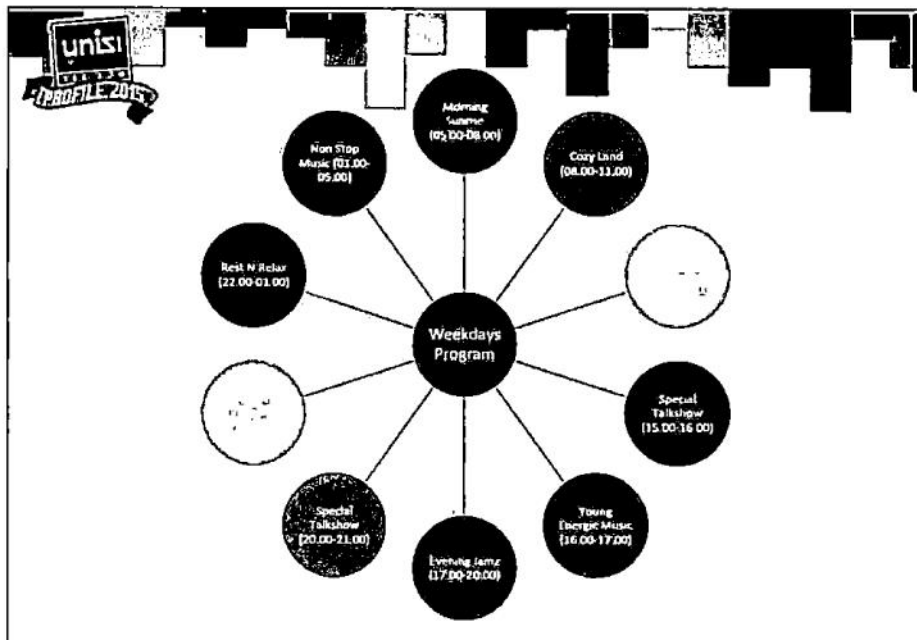 unisi
PROFILE 2015
Morning
Sunrise
(05.00-08.00)
Cozy Land
(08.00-11.00)
Special
Talkshow
(15.00-16.00)
Young
Energic Music
(16.00-17.00)
Evening Jamz
(17.00-20.00)
Special
Talkshow
(20.00-21.00)
Rest N Relax
(22.00-01.00)
Non Stop
Music (01.00-
05.00)
Weekdays
Program